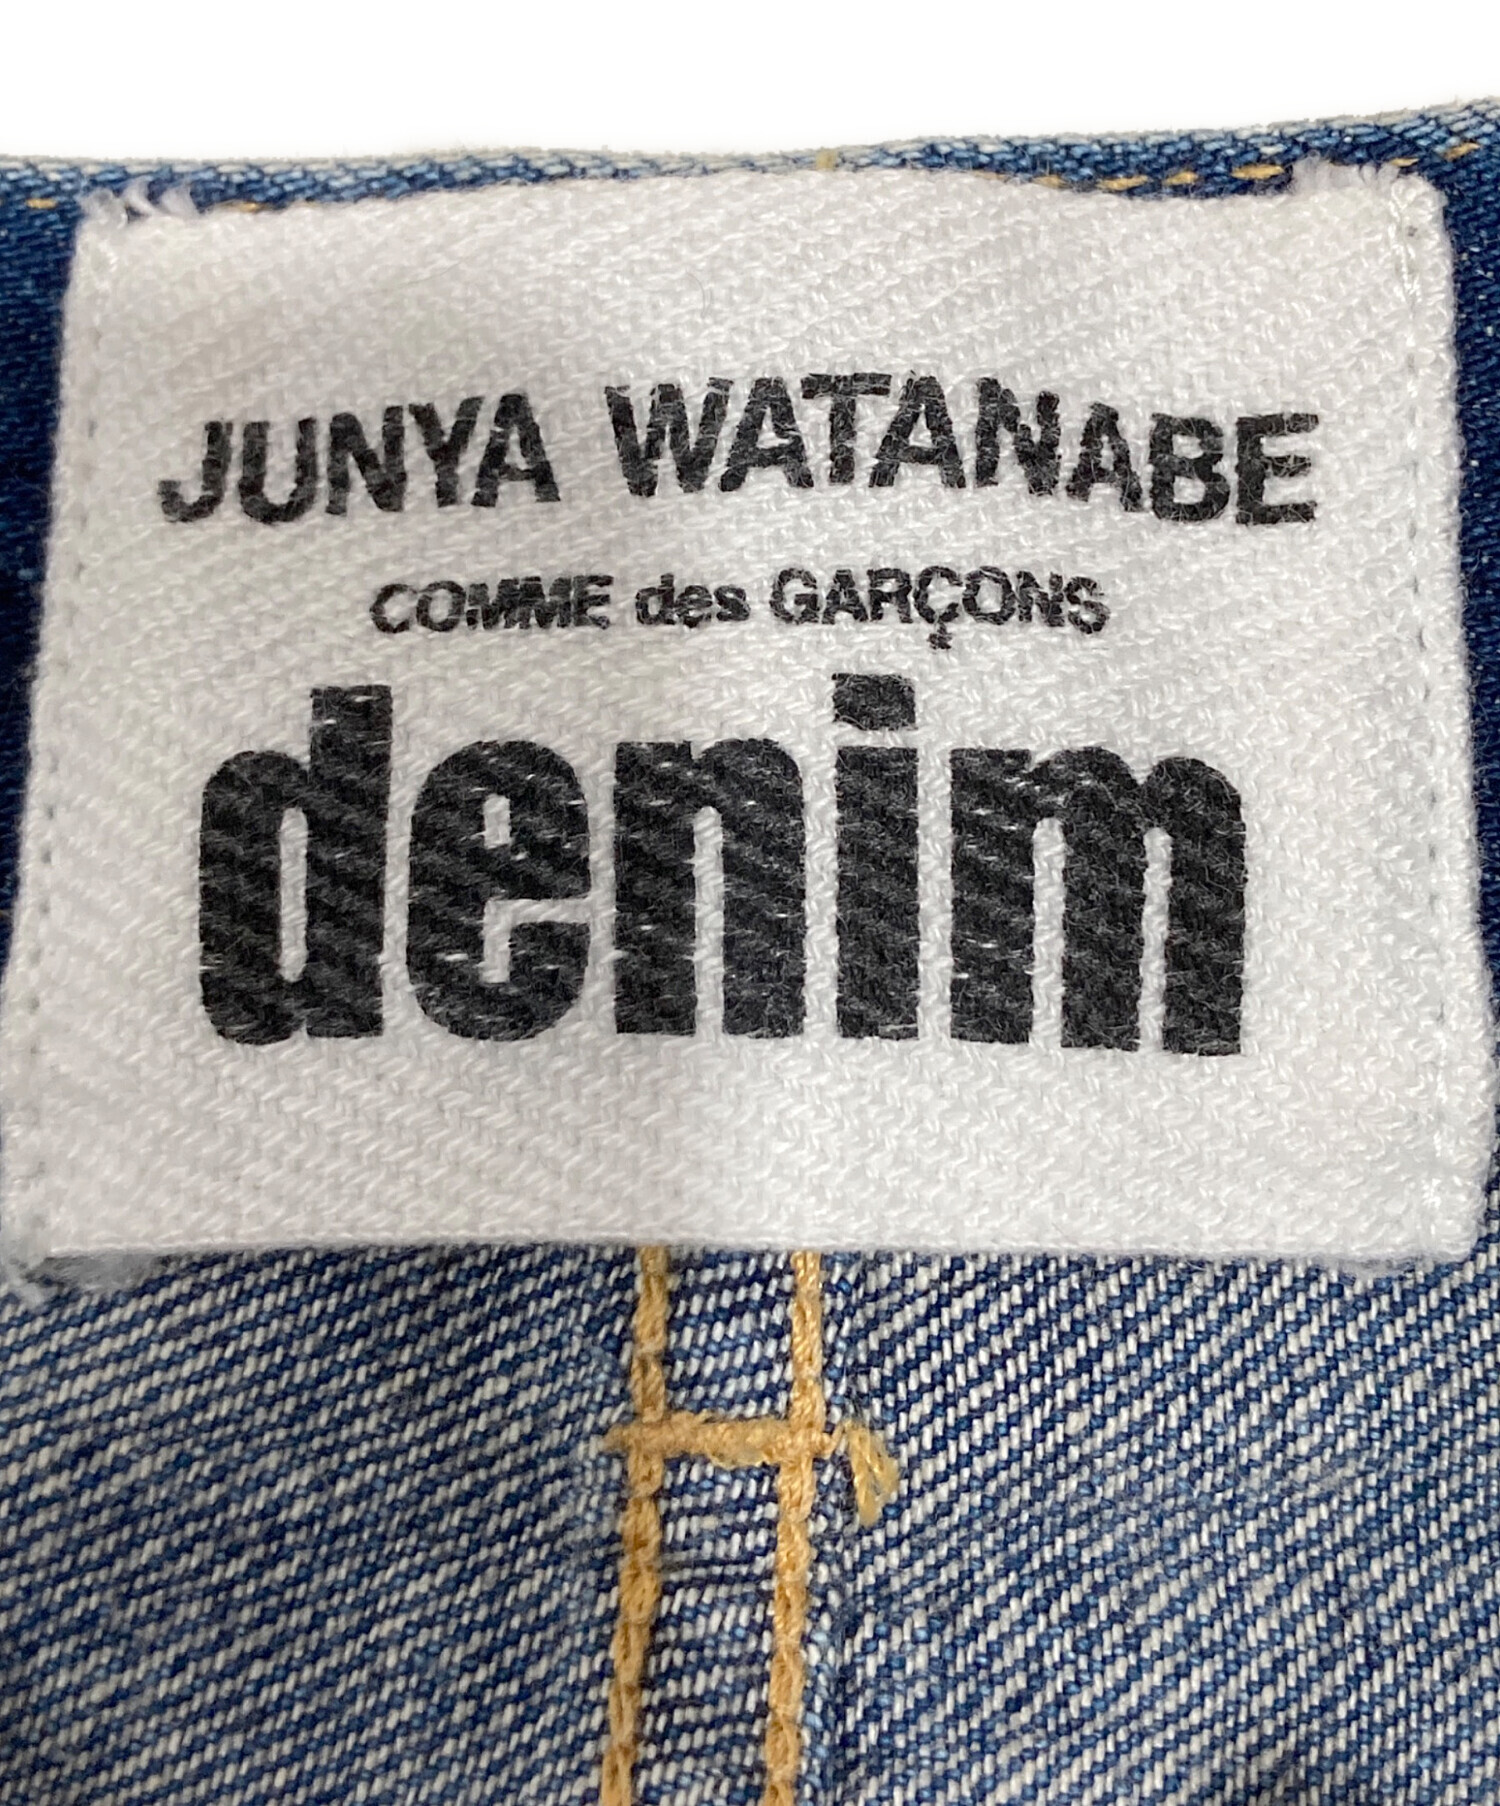 JUNYA WATANABE
COMME des GARÇONS
denim